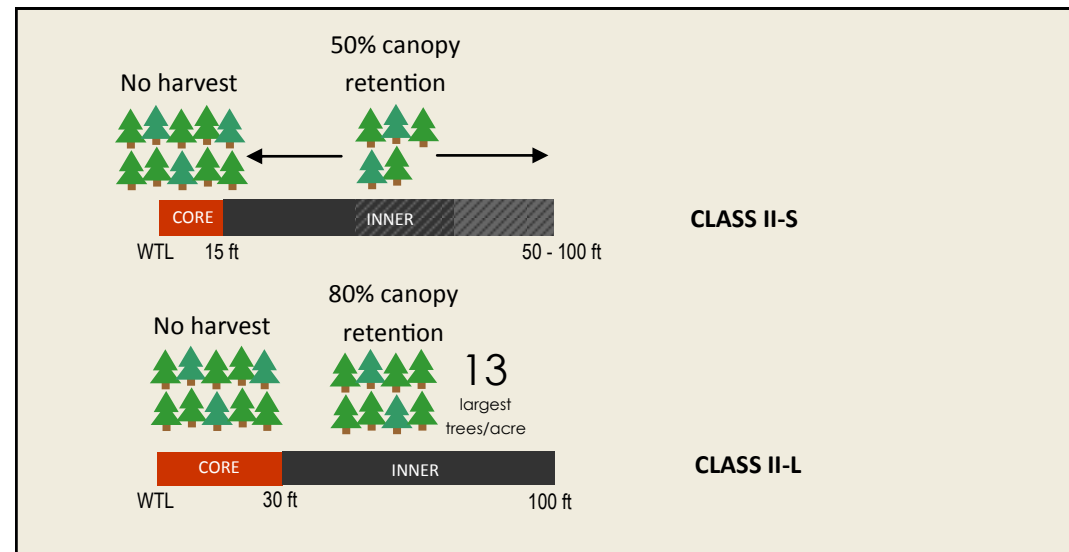 50% canopy
No harvest
retention
CORE
INNER
CLASS II-S
WTL
15 ft
50 - 100 ft
80% canopy
No harvest
retention
13
largest
trees/acre
CORE
INNER
CLASS II-L
WTL
30 ft
100 ft